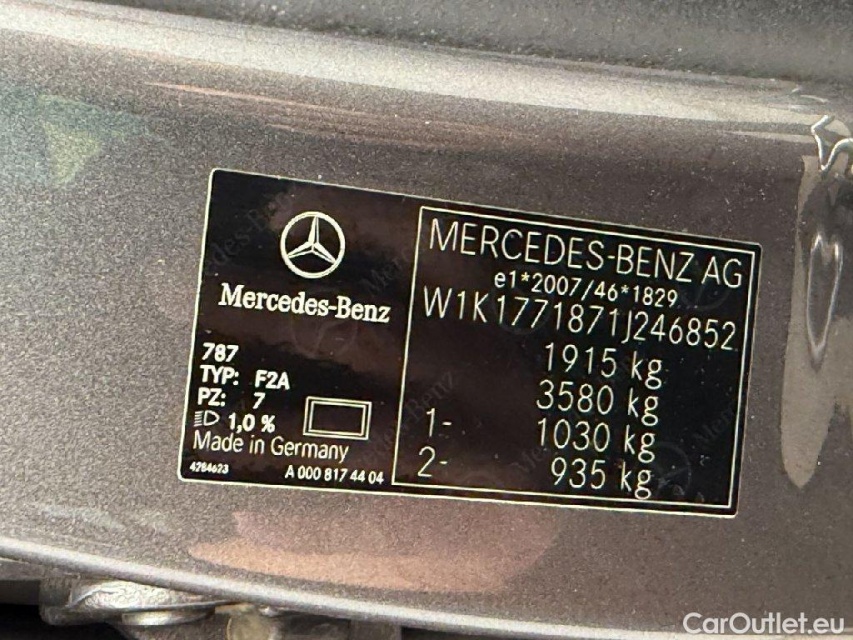 Mercedes-Benz
787
TYP: F2A
PZ: 7
1,0 %
Made in Germany
4284623
A 000 817 44 04
MERCEDES-BENZ AG
e1*2007/46*1829
W1K1771871J246852
1915 kg
3580 kg
1- 1030 kg
2- 935 kg
CarOutlet.eu